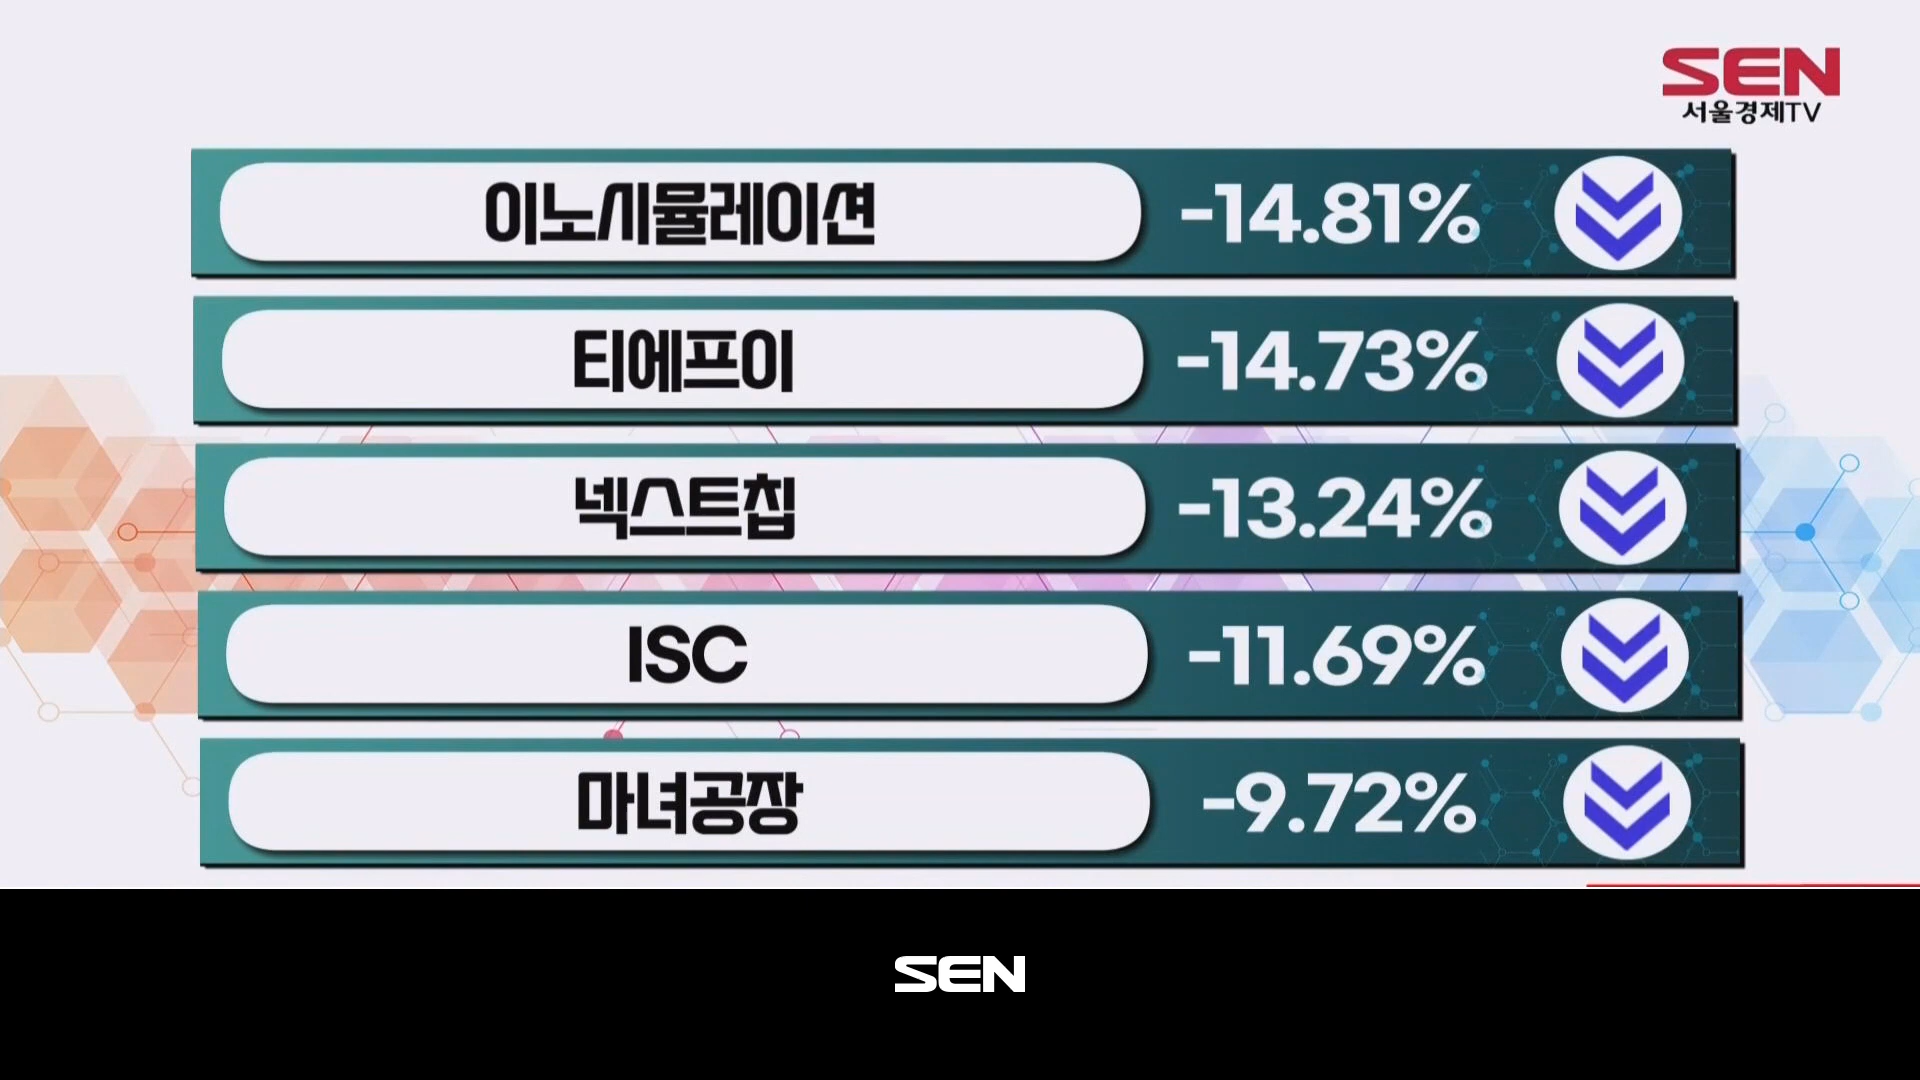 SEN
서울경제TV
이노시뮬레이션 -14.81%
티에프이 -14.73%
넥스트칩 -13.24%
ISC -11.69%
마녀공장 -9.72%
SEN